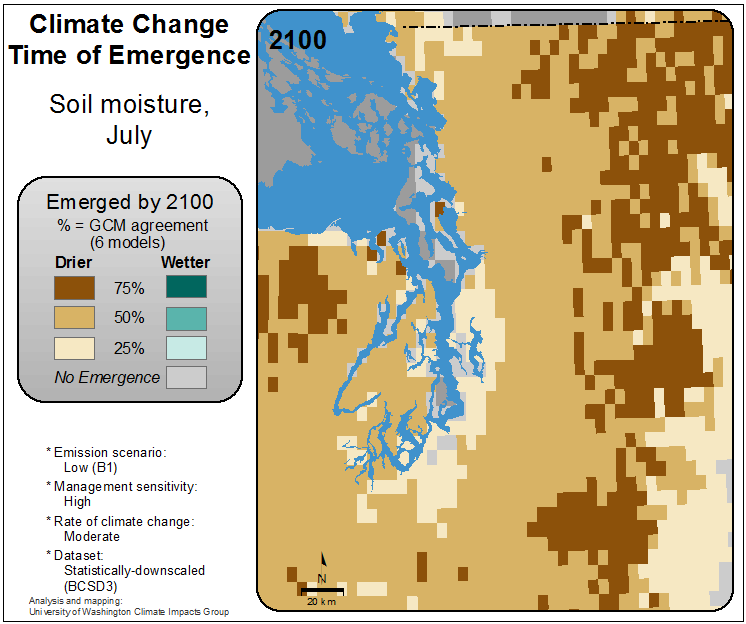 Climate Change
Time of Emergence
Soil moisture,
July
Emerged by 2100
% = GCM agreement
(6 models)
Drier Wetter
75%
50%
25%
No Emergence
* Emission scenario:
Low (B1)
* Management sensitivity:
High
* Rate of climate change:
Moderate
* Dataset:
Statistically-downscaled
(BCSD3)
Analysis and mapping:
University of Washington Climate Impacts Group
2100
N
20 km